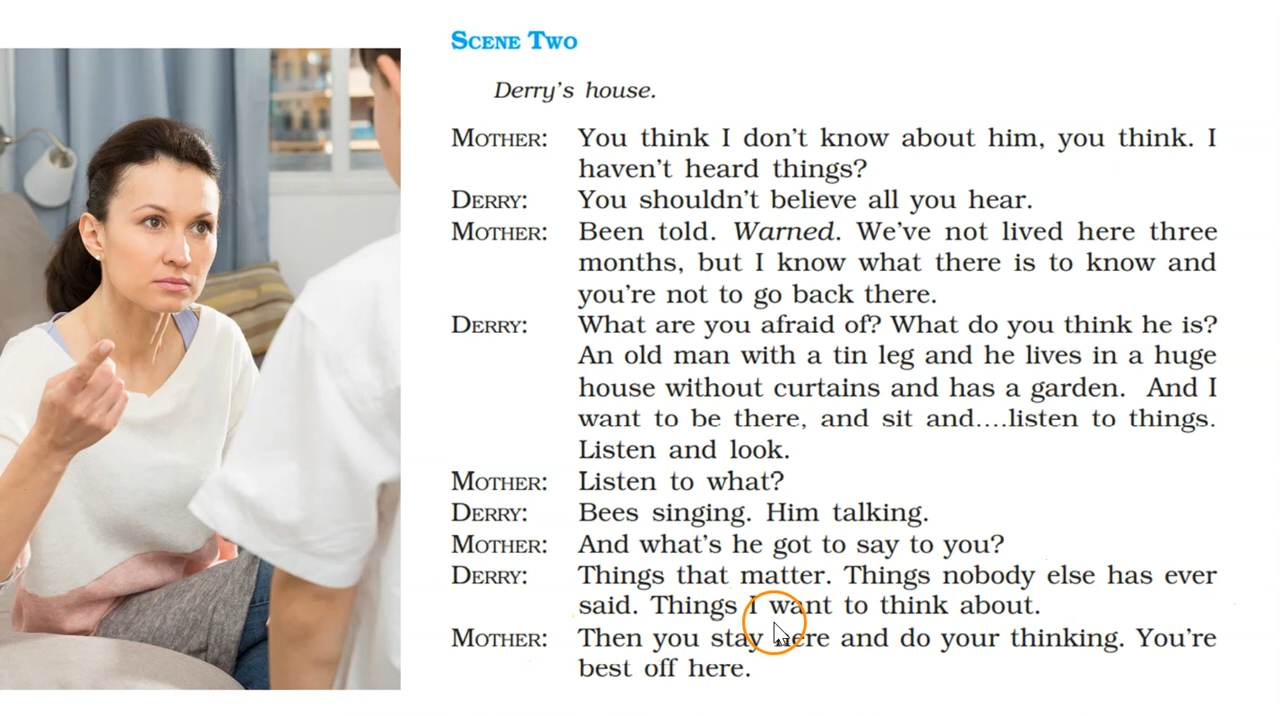 SCENE TWO
Derry's house.
MOTHER: You think I don't know about him, you think. I
haven't heard things?
DERRY: You shouldn't believe all you hear.
MOTHER: Been told. Warned. We've not lived here three
months, but I know what there is to know and
you're not to go back there.
DERRY: What are you afraid of? What do you think he is?
An old man with a tin leg and he lives in a huge
house without curtains and has a garden. And I
want to be there, and sit and....listen to things.
Listen and look.
MOTHER: Listen to what?
DERRY: Bees singing. Him talking.
MOTHER: And what's he got to say to you?
DERRY: Things that matter. Things nobody else has ever
said. Things I want to think about.
MOTHER: Then you stay here and do your thinking. You're
best off here.